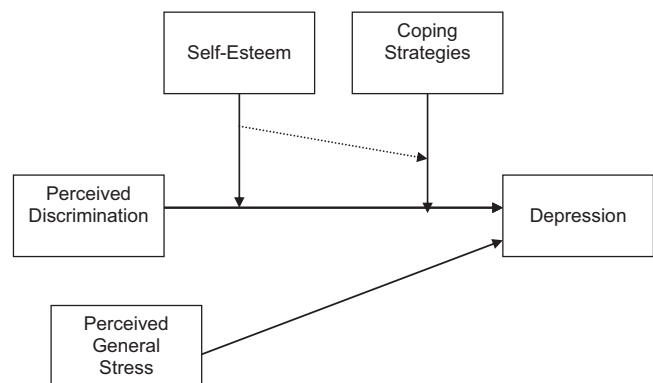 Self-Esteem
Coping
Strategies
Perceived
Discrimination
Depression
Perceived
General
Stress